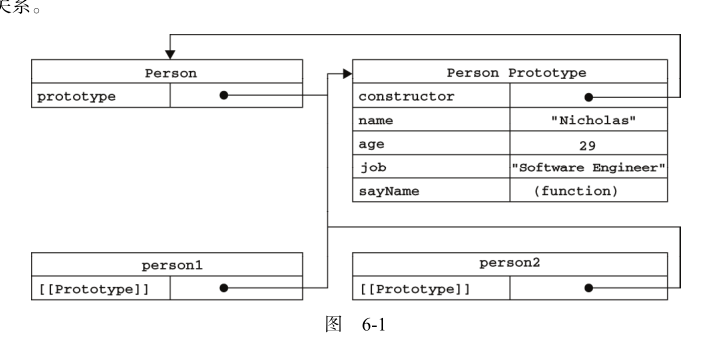 关系。
Person
prototype
Person Prototype
constructor
name "Nicholas"
age 29
job "Software Engineer"
sayName (function)
person1
[[Prototype]]
person2
[[Prototype]]
图 6-1